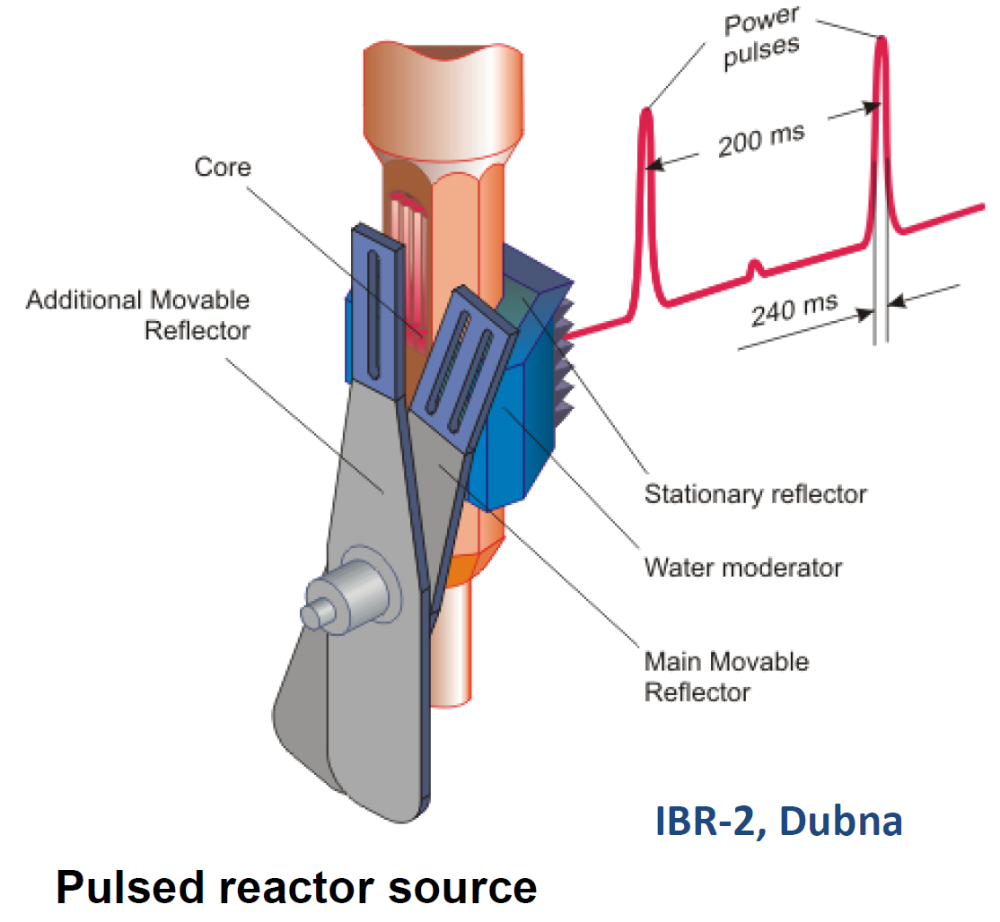 Power
pulses
200 ms
Core
Additional Movable
Reflector
240 ms
Stationary reflector
Water moderator
Main Movable
Reflector
IBR-2, Dubna
Pulsed reactor source